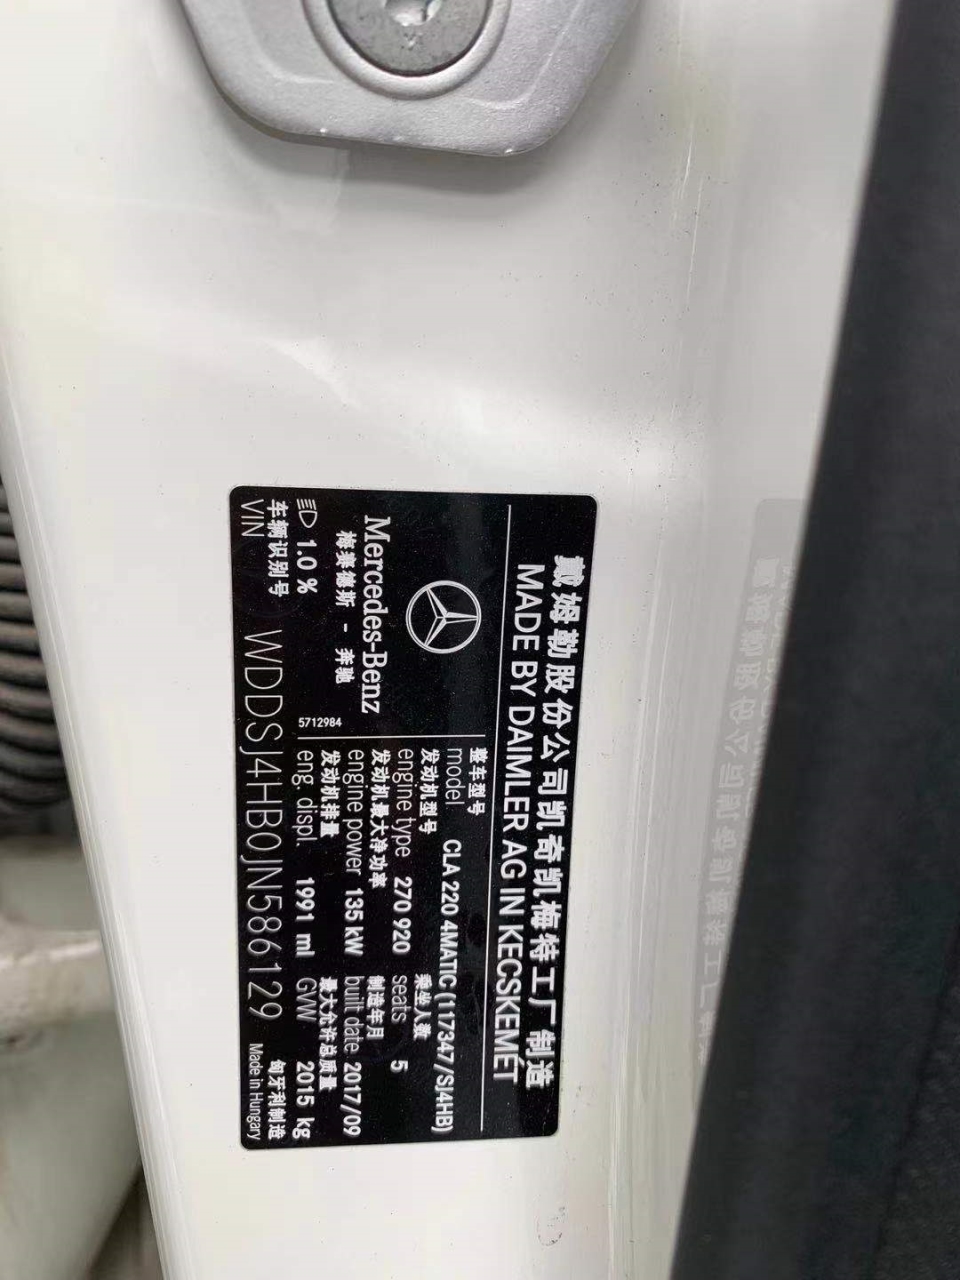 戴姆勒股份公司凯奇凯梅特工厂制造
MADE BY DAIMLER AG IN KECSKEMÉT
Mercedes-Benz
梅赛德斯 - 奔驰
1.0 %
5712984
整车型号
model CLA 220 4MATIC (117347/SJ4HB)
发动机型号 乘坐人数
engine type 270 920 seats 5
发动机最大净功率 制造年月
engine power 135 kW built date 2017/09
发动机排量 最大允许总质量
eng. displ. 1991 ml GVW 2015 kg
车辆识别号 匈牙利制造
VIN WDDSJ4HB0JN586129 Made in Hungary